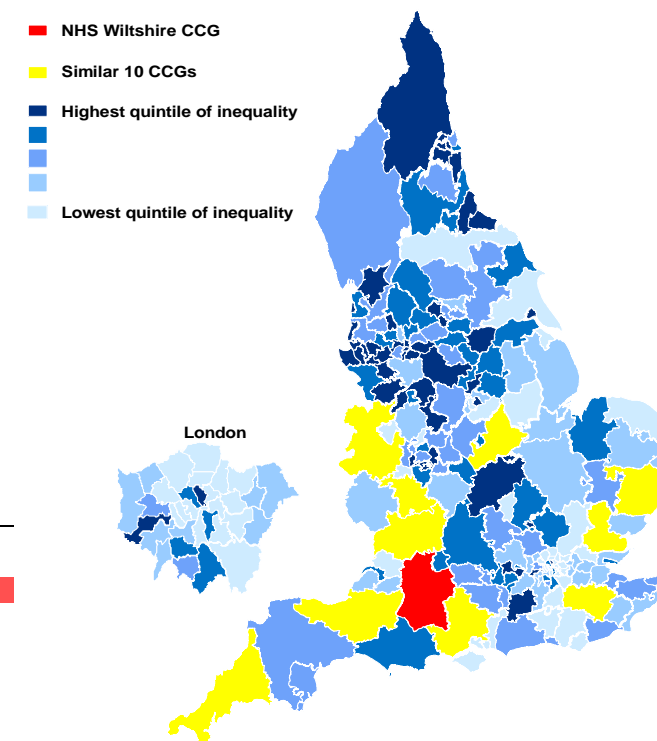 NHS Wiltshire CCG
Similar 10 CCGs
Highest quintile of inequality
Lowest quintile of inequality
London